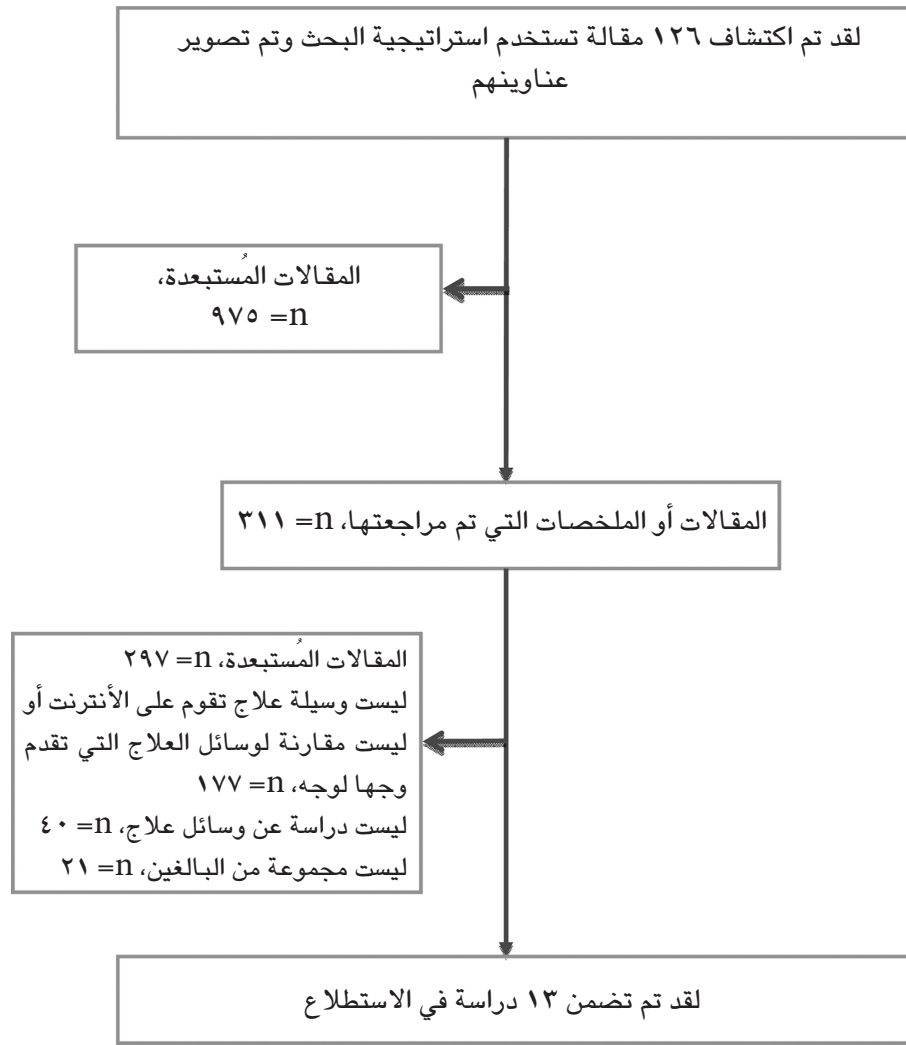 لقد تم اكتشاف ١٢٦ مقالة تستخدم استراتيجية البحث وتم تصوير
عناوينهم
المقالات المُستبعدة،
n= ٩٧٥
المقالات أو الملخصات التي تم مراجعتها، n= ٣١١
المقالات المُستبعدة، n= ٢٩٧
ليست وسيلة علاج تقوم على الأنترنت أو
ليست مقارنة لوسائل العلاج التي تقدم
وجها لوجه، n= ١٧٧
ليست دراسة عن وسائل علاج، n= ٤٠
ليست مجموعة من البالغين، n= ٢١
لقد تم تضمن ١٣ دراسة في الاستطلاع